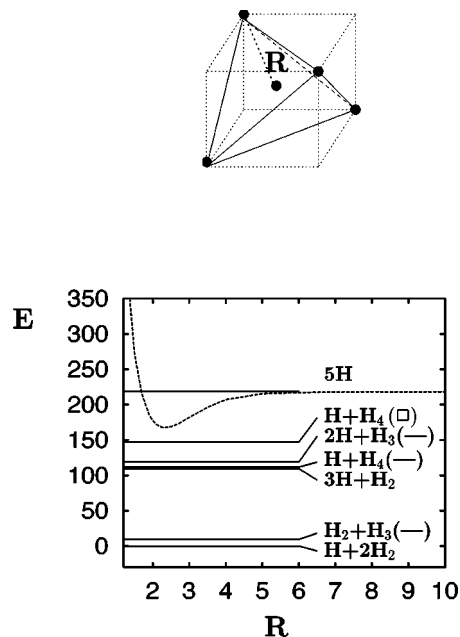 R
E
350
300
250
200
150
100
50
0
5H
H+H₄(□)
2H+H₃(—)
H+H₄(—)
3H+H₂
H₂+H₃(—)
H+2H₂
2 3 4 5 6 7 8 9 10
R